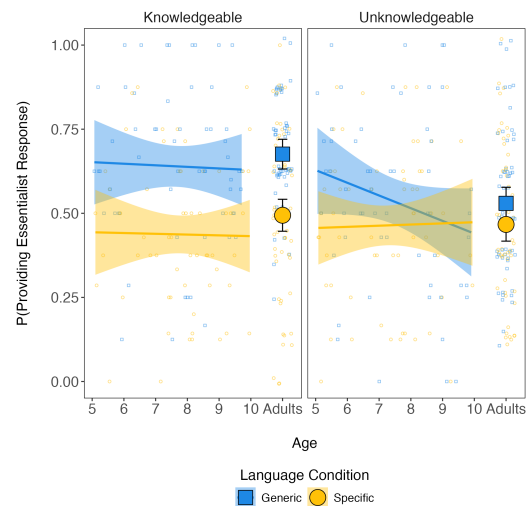 Knowledgeable Unknowledgeable
P(Providing Essentialist Response)
1.00
0.75
0.50
0.25
0.00
5 6 7 8 9 10 Adults 5 6 7 8 9 10 Adults
Age
Language Condition
Generic Specific